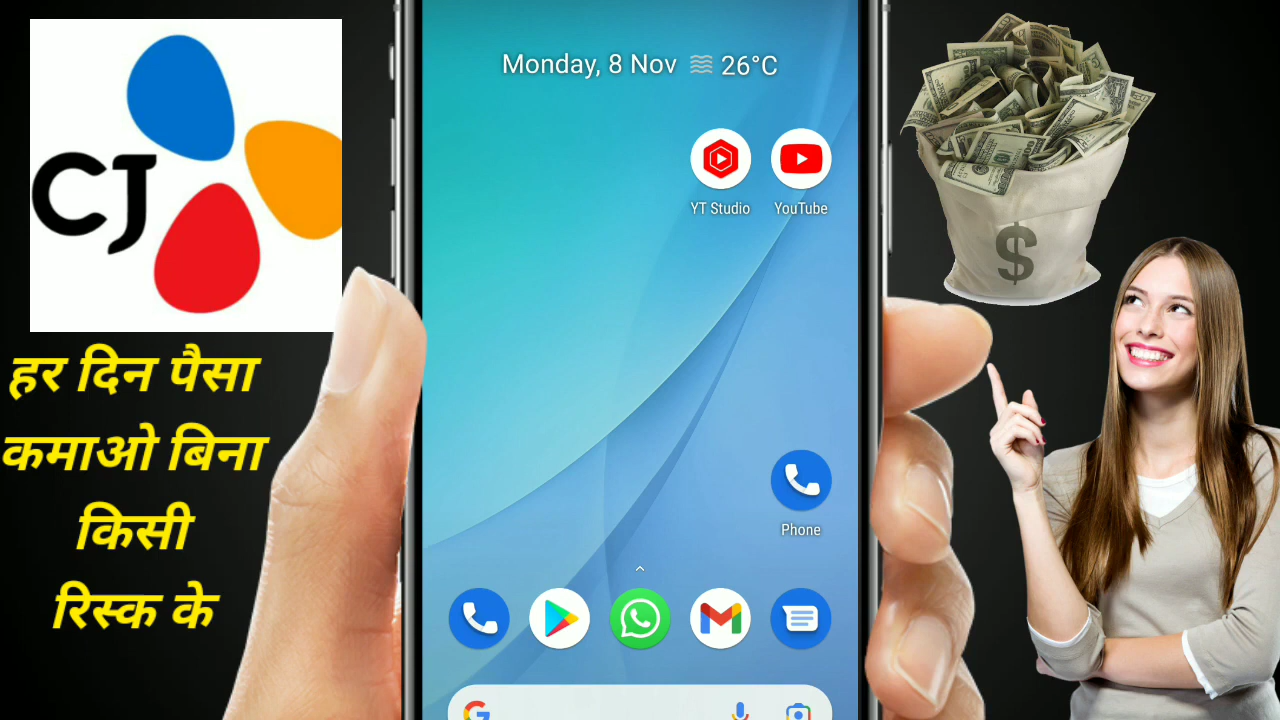 CJ
हर दिन पैसा
कमाओ बिना
किसी
रिस्क के
Monday, 8 Nov 26°C
YT Studio YouTube
Phone
$